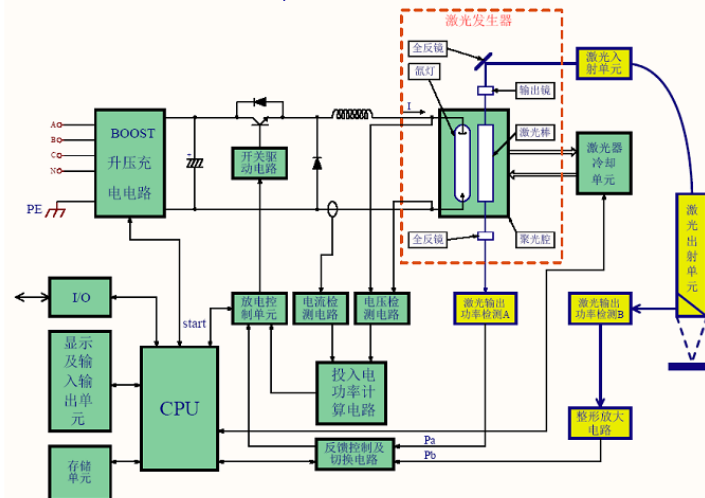 激光发生器
全反镜
氙灯
输出镜
激光入
射单元
I
A
B
C
N
BOOST
升压充
电电路
PE
开关驱
动电路
激光棒
激光器
冷却
单元
全反镜
聚光腔
激光出射单元
I/O
start
放电控
制单元
电流检
测电路
电压检
测电路
激光输出
功率检测A
激光输出
功率检测B
显示
及输
入输
出单
元
CPU
投入电
功率计
算电路
整形放大
电路
存储
单元
反馈控制及
切换电路
Pa
Pb